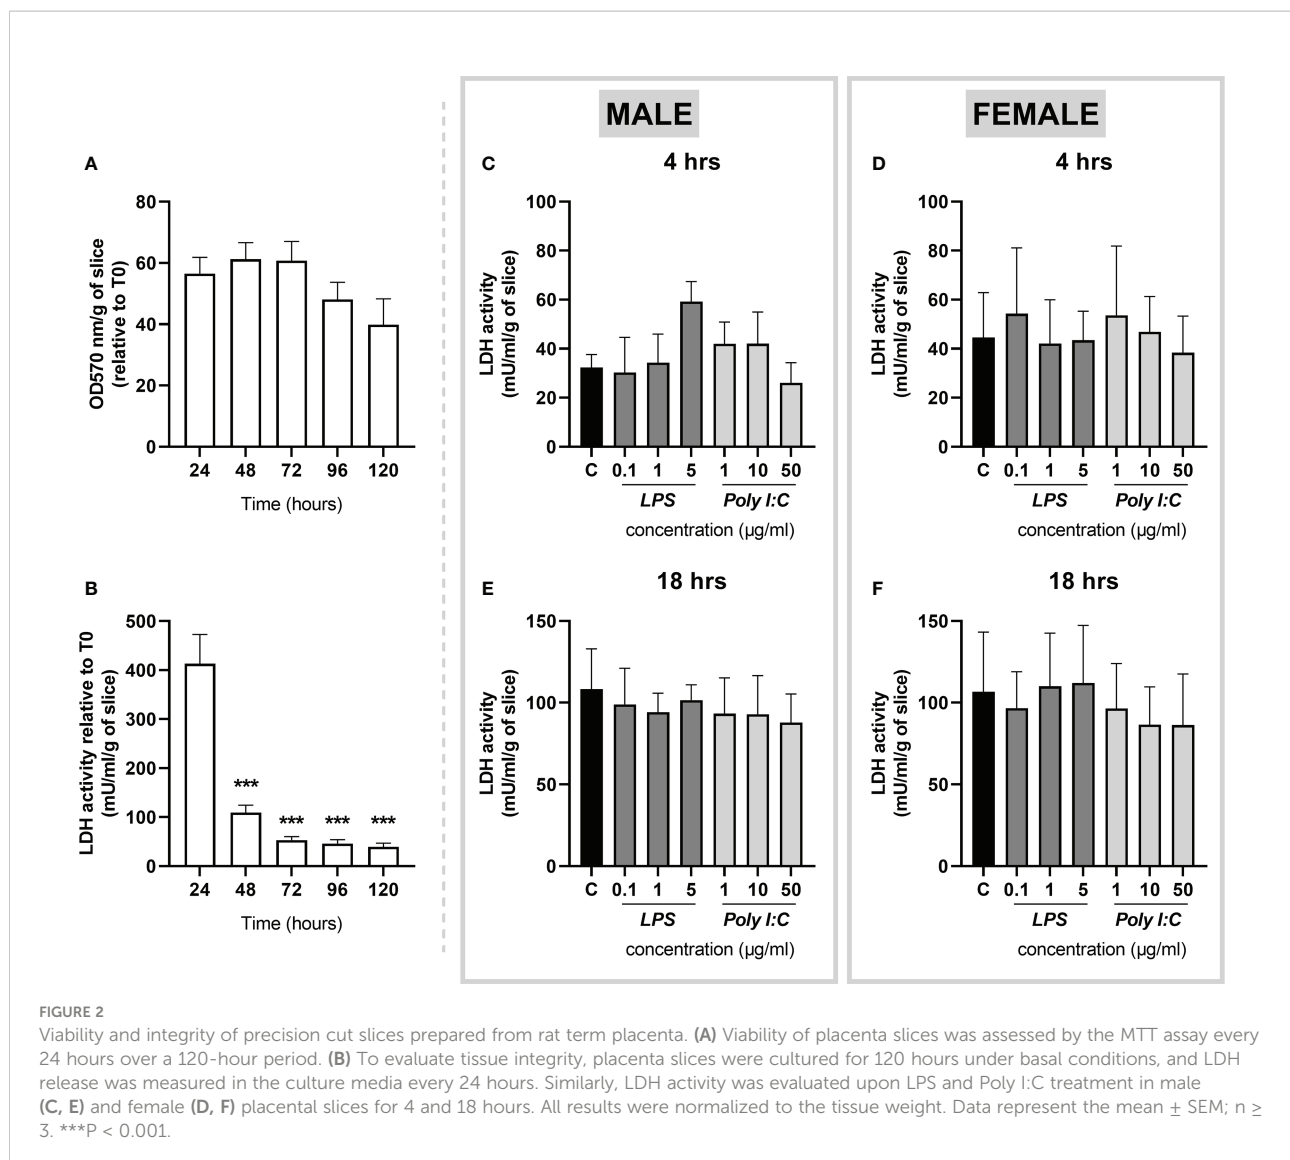 MALE
FEMALE
A
OD570 nm/g of slice
(relative to T0)
80
60
40
20
0
24 48 72 96 120
Time (hours)
C
4 hrs
LDH activity
(mU/ml/g of slice)
100
80
60
40
20
0
C 0.1 1 5 1 10 50
LPS Poly I:C
concentration (µg/ml)
D
4 hrs
LDH activity
(mU/ml/g of slice)
100
80
60
40
20
0
C 0.1 1 5 1 10 50
LPS Poly I:C
concentration (µg/ml)
B
LDH activity relative to T0
(mU/ml/g of slice)
500
400
300
200
100
0
*** *** *** ***
24 48 72 96 120
Time (hours)
E
18 hrs
LDH activity
(mU/ml/g of slice)
150
100
50
0
C 0.1 1 5 1 10 50
LPS Poly I:C
concentration (µg/ml)
F
18 hrs
LDH activity
(mU/ml/g of slice)
150
100
50
0
C 0.1 1 5 1 10 50
LPS Poly I:C
concentration (µg/ml)
FIGURE 2
Viability and integrity of precision cut slices prepared from rat term placenta. (A) Viability of placenta slices was assessed by the MTT assay every
24 hours over a 120-hour period. (B) To evaluate tissue integrity, placenta slices were cultured for 120 hours under basal conditions, and LDH
release was measured in the culture media every 24 hours. Similarly, LDH activity was evaluated upon LPS and Poly I:C treatment in male
(C, E) and female (D, F) placental slices for 4 and 18 hours. All results were normalized to the tissue weight. Data represent the mean ± SEM; n ≥
3. ***P < 0.001.